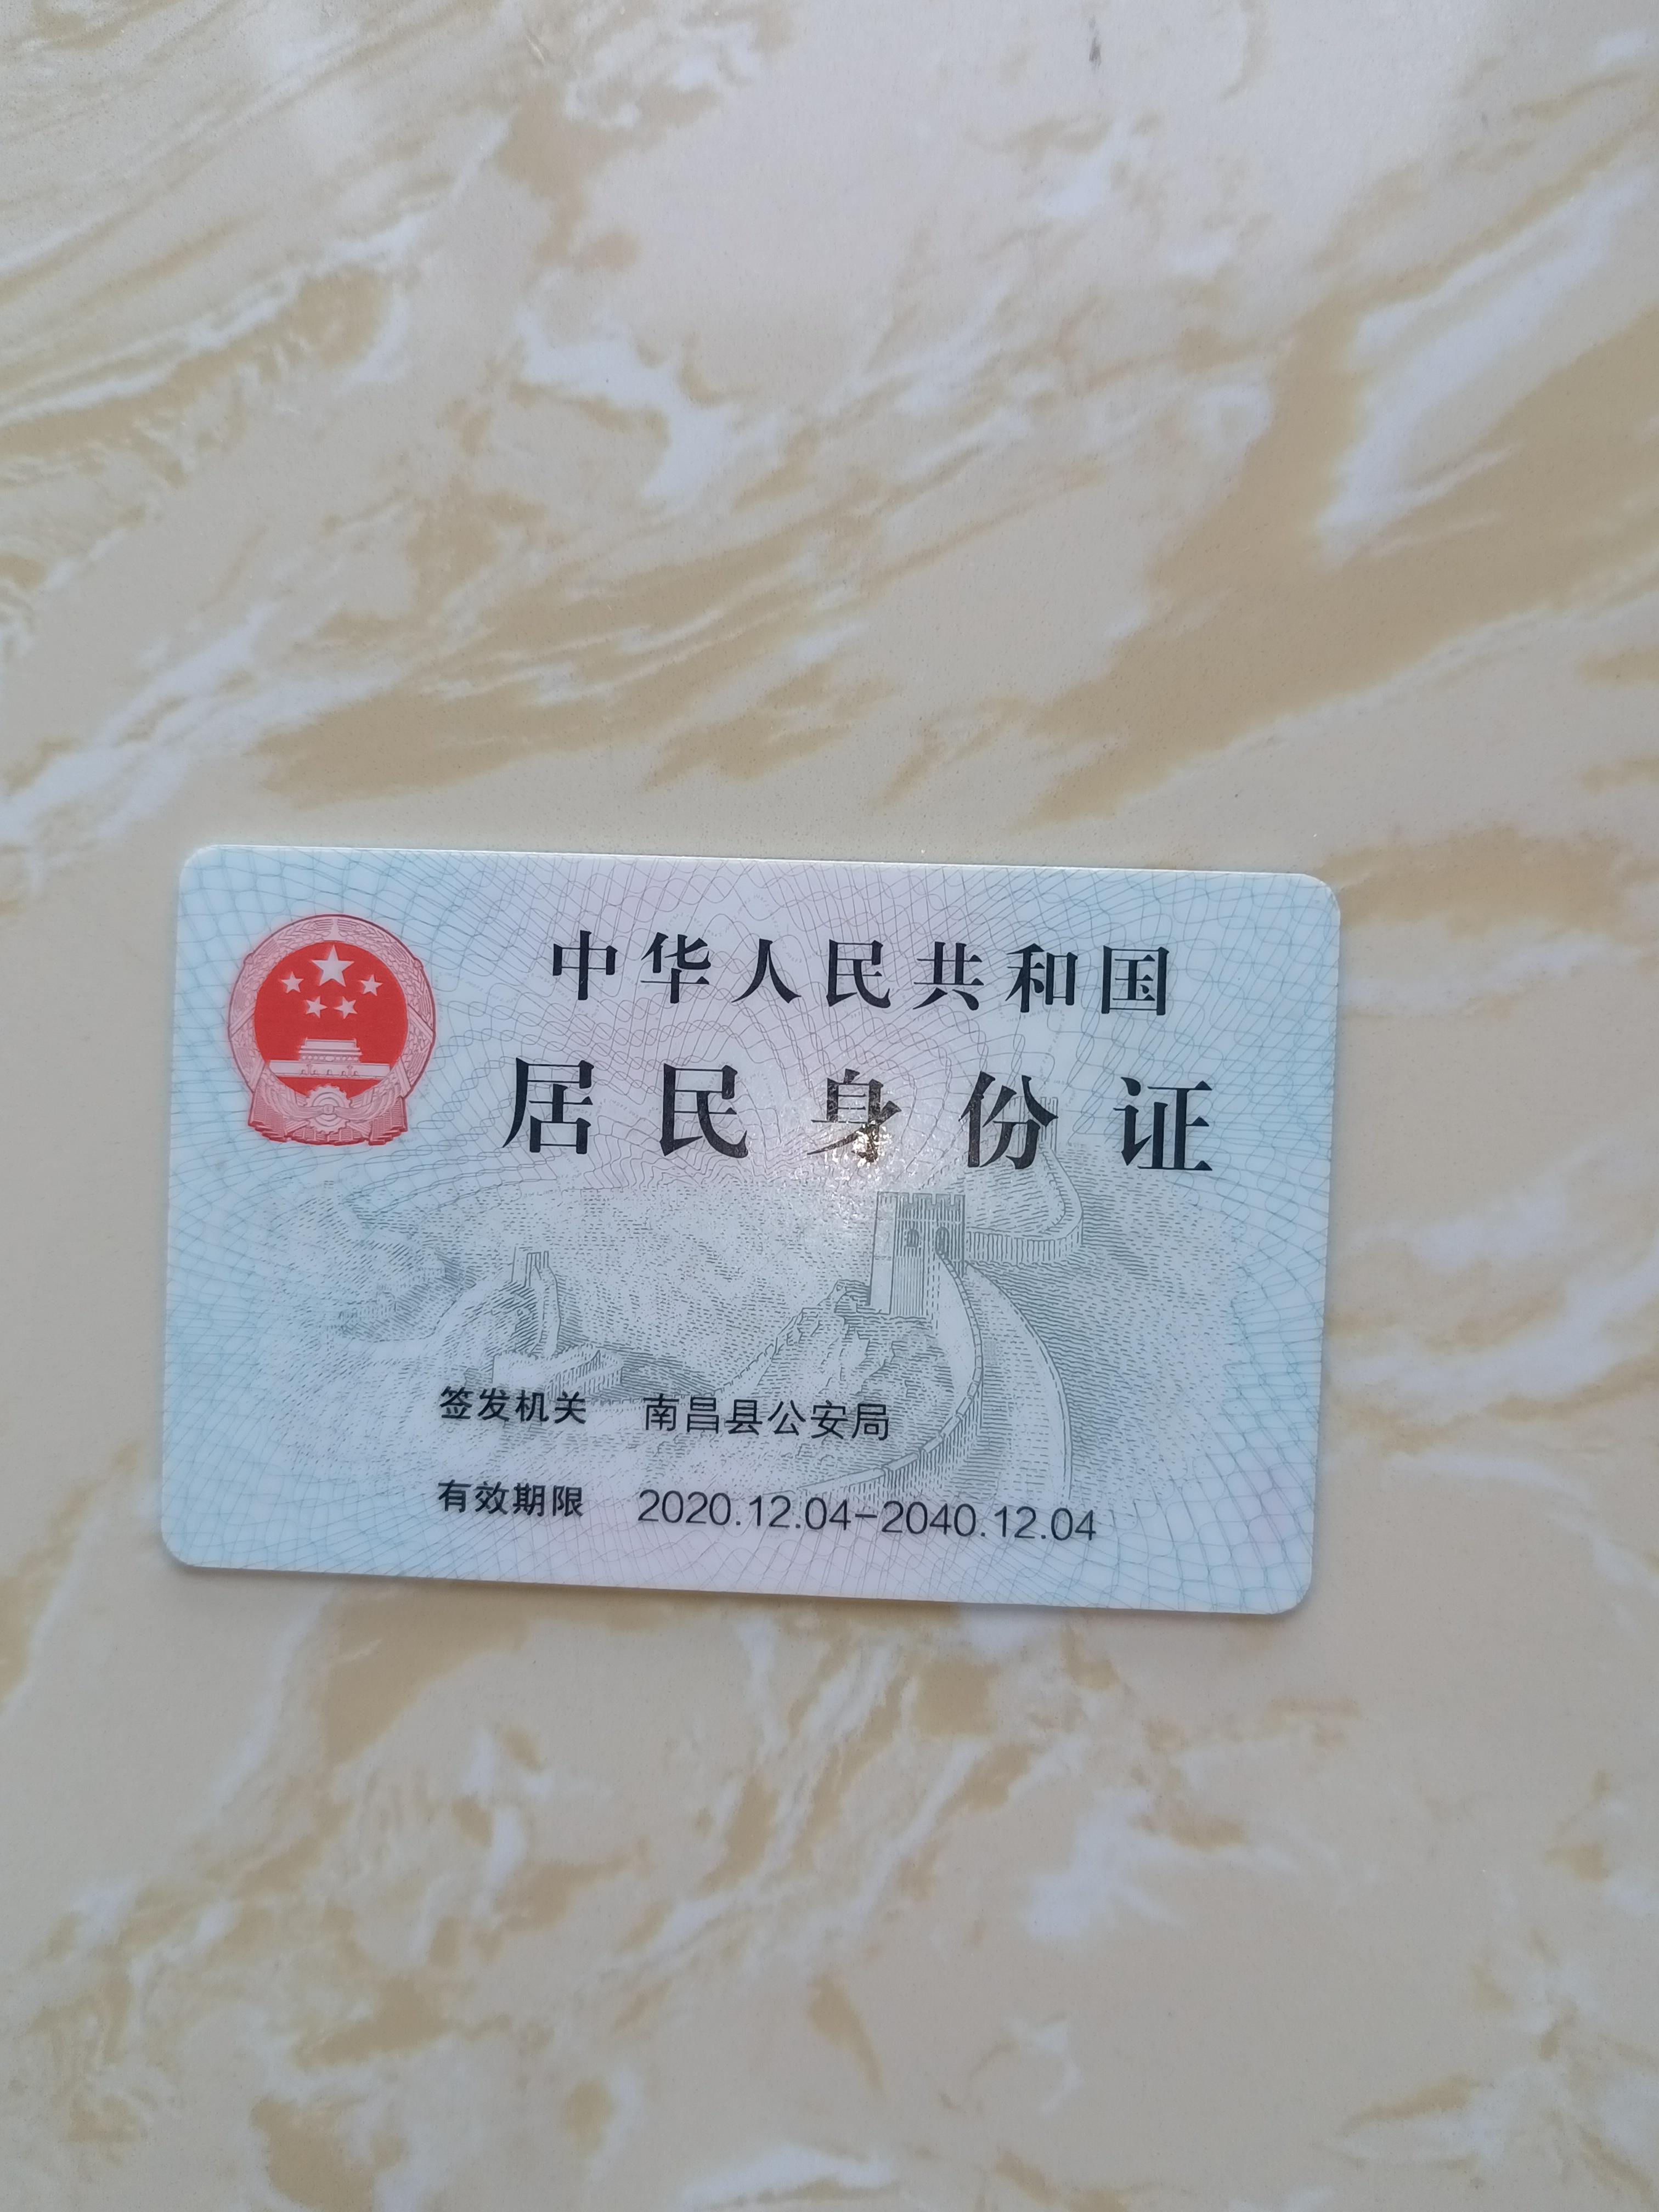 中华人民共和国
居民身份证
签发机关 南昌县公安局
有效期限 2020.12.04-2040.12.04